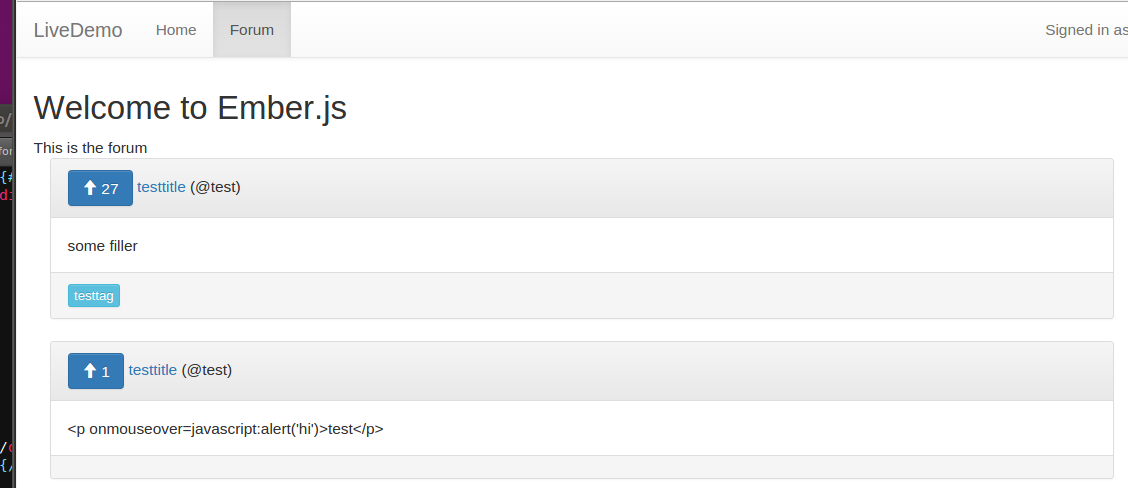 LiveDemo Home Forum Signed in as
Welcome to Ember.js
This is the forum
27 testtitle (@test)
some filler
testtag
1 testtitle (@test)
<p onmouseover=javascript:alert('hi')>test</p>